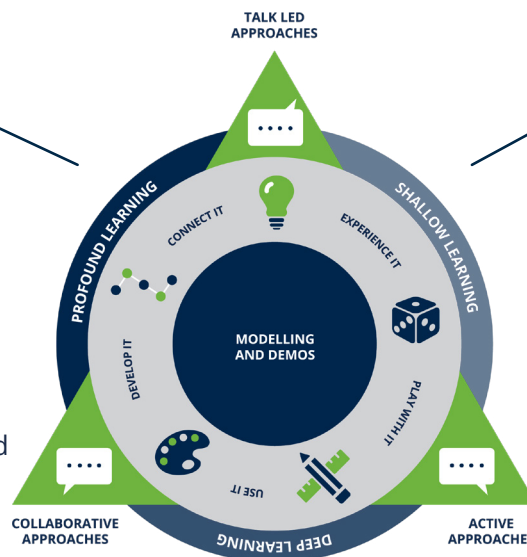 TALK LED
APPROACHES
PROFOUND LEARNING
SHALLOW LEARNING
CONNECT IT
EXPERIENCE IT
MODELLING
AND DEMOS
DEVELOP IT
PLAY WITH IT
USE IT
d
COLLABORATIVE
APPROACHES
DEEP LEARNING
ACTIVE
APPROACHE